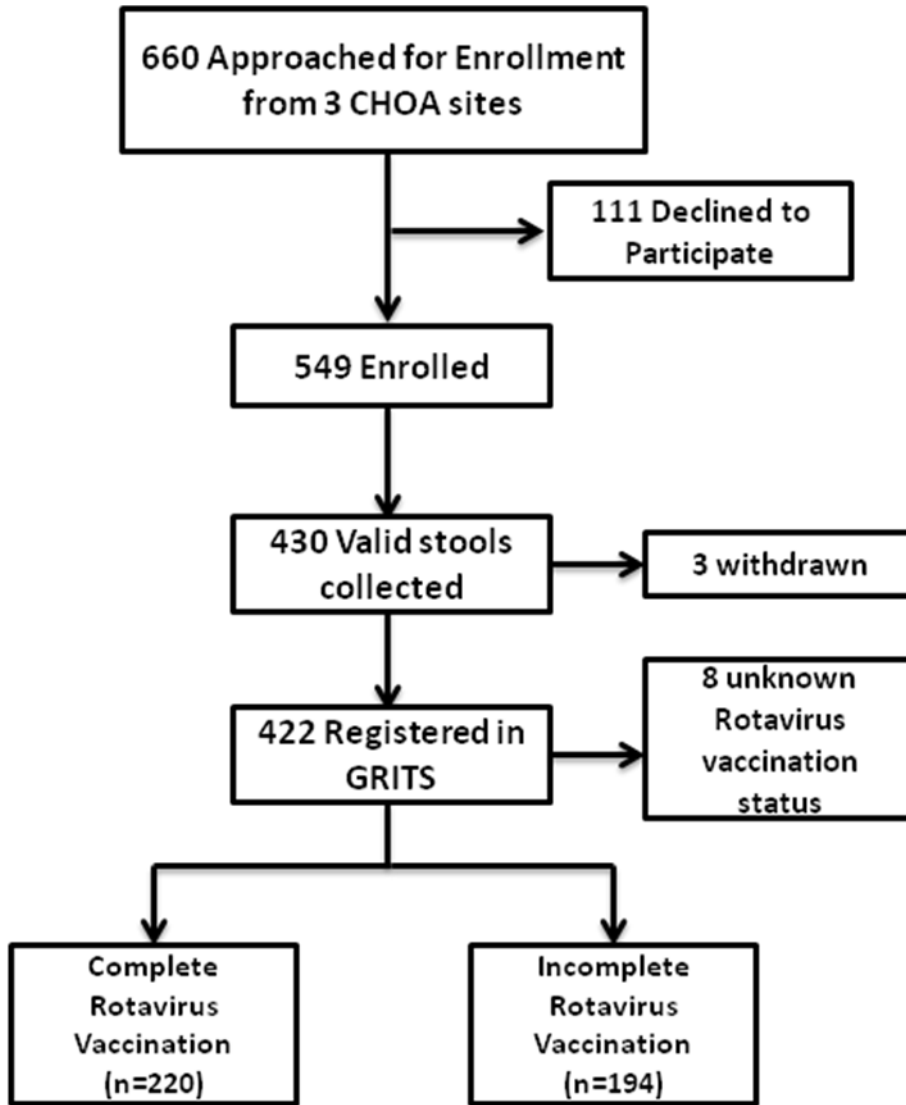 660 Approached for Enrollment
from 3 CHOA sites
111 Declined to
Participate
549 Enrolled
430 Valid stools
collected
3 withdrawn
422 Registered in
GRITS
8 unknown
Rotavirus
vaccination
status
Complete
Rotavirus
Vaccination
(n=220)
Incomplete
Rotavirus
Vaccination
(n=194)